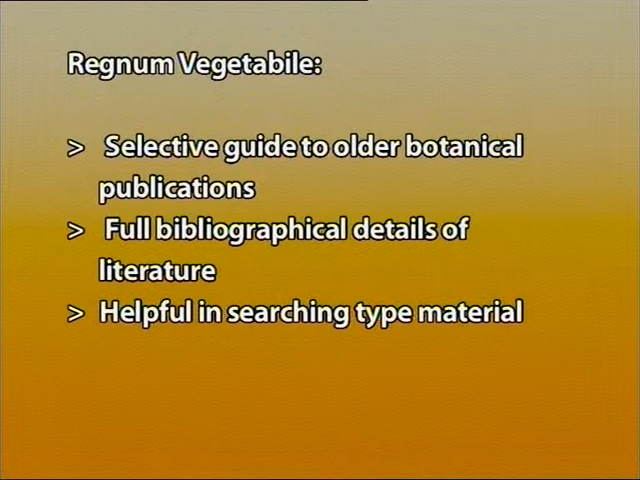 Regnum Vegetabile:
> Selective guide to older botanical
publications
> Full bibliographical details of
literature
> Helpful in searching type material